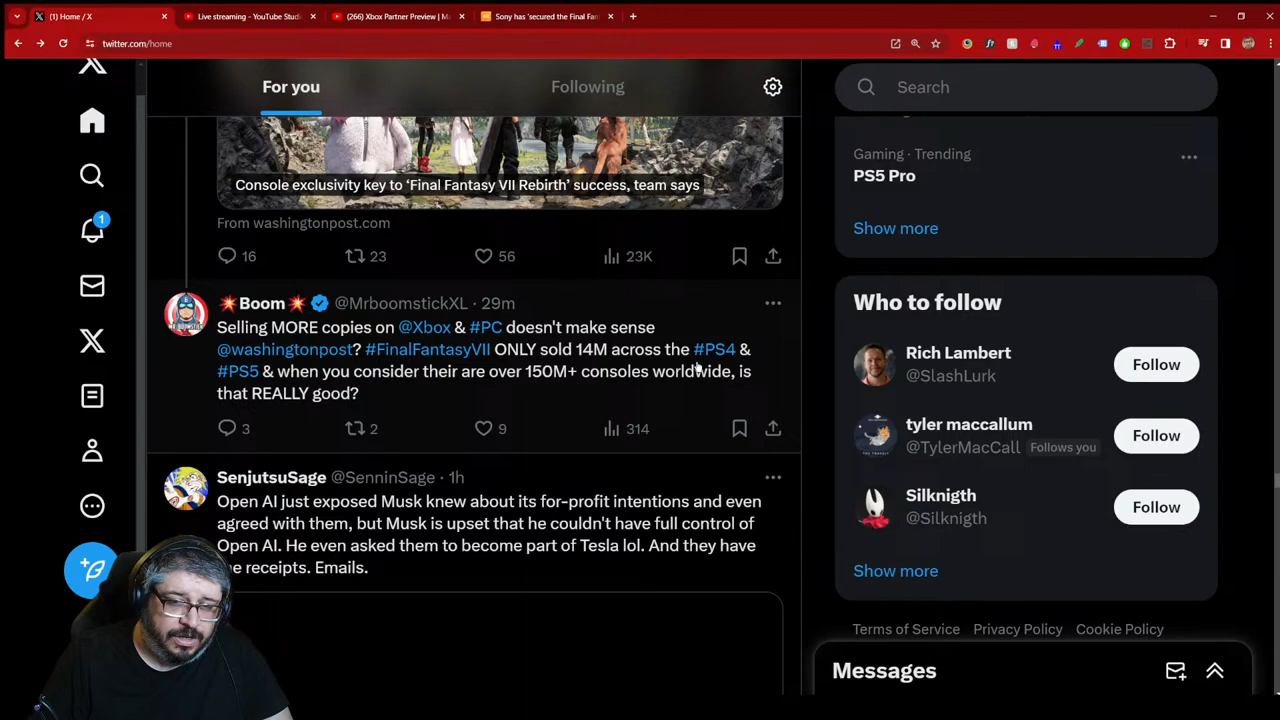 (1) Home / X
Live streaming - YouTube Studi
(266) Xbox Partner Preview | Ma
Sony has 'secured the Final Fan
twitter.com/home
For you
Following
Search
Console exclusivity key to ‘Final Fantasy VII Rebirth’ success, team says
From washingtonpost.com
16 23 56 23K
Boom @MrboomstickXL · 29m
Selling MORE copies on @Xbox & #PC doesn't make sense
@washingtonpost? #FinalFantasyVII ONLY sold 14M across the #PS4 &
#PS5 & when you consider their are over 150M+ consoles worldwide, is
that REALLY good?
3 2 9 314
SenjutsuSage @SenninSage · 1h
Open AI just exposed Musk knew about its for-profit intentions and even
agreed with them, but Musk is upset that he couldn't have full control of
Open AI. He even asked them to become part of Tesla lol. And they have
he receipts. Emails.
1
Gaming · Trending
PS5 Pro
Show more
Who to follow
Rich Lambert
@SlashLurk
Follow
tyler maccallum
@TylerMacCall Follows you
Follow
Silknigth
@Silknigth
Follow
Show more
Terms of Service Privacy Policy Cookie Policy
Messages